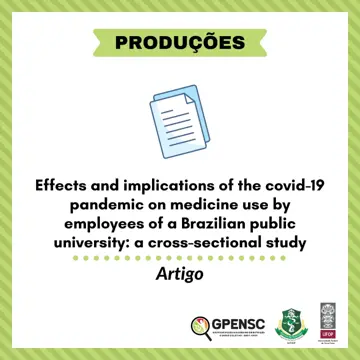 PRODUÇÕES
Effects and implications of the covid-19
pandemic on medicine use by
employees of a Brazilian public
university: a cross-sectional study
Artigo
GPENSC
UFOP